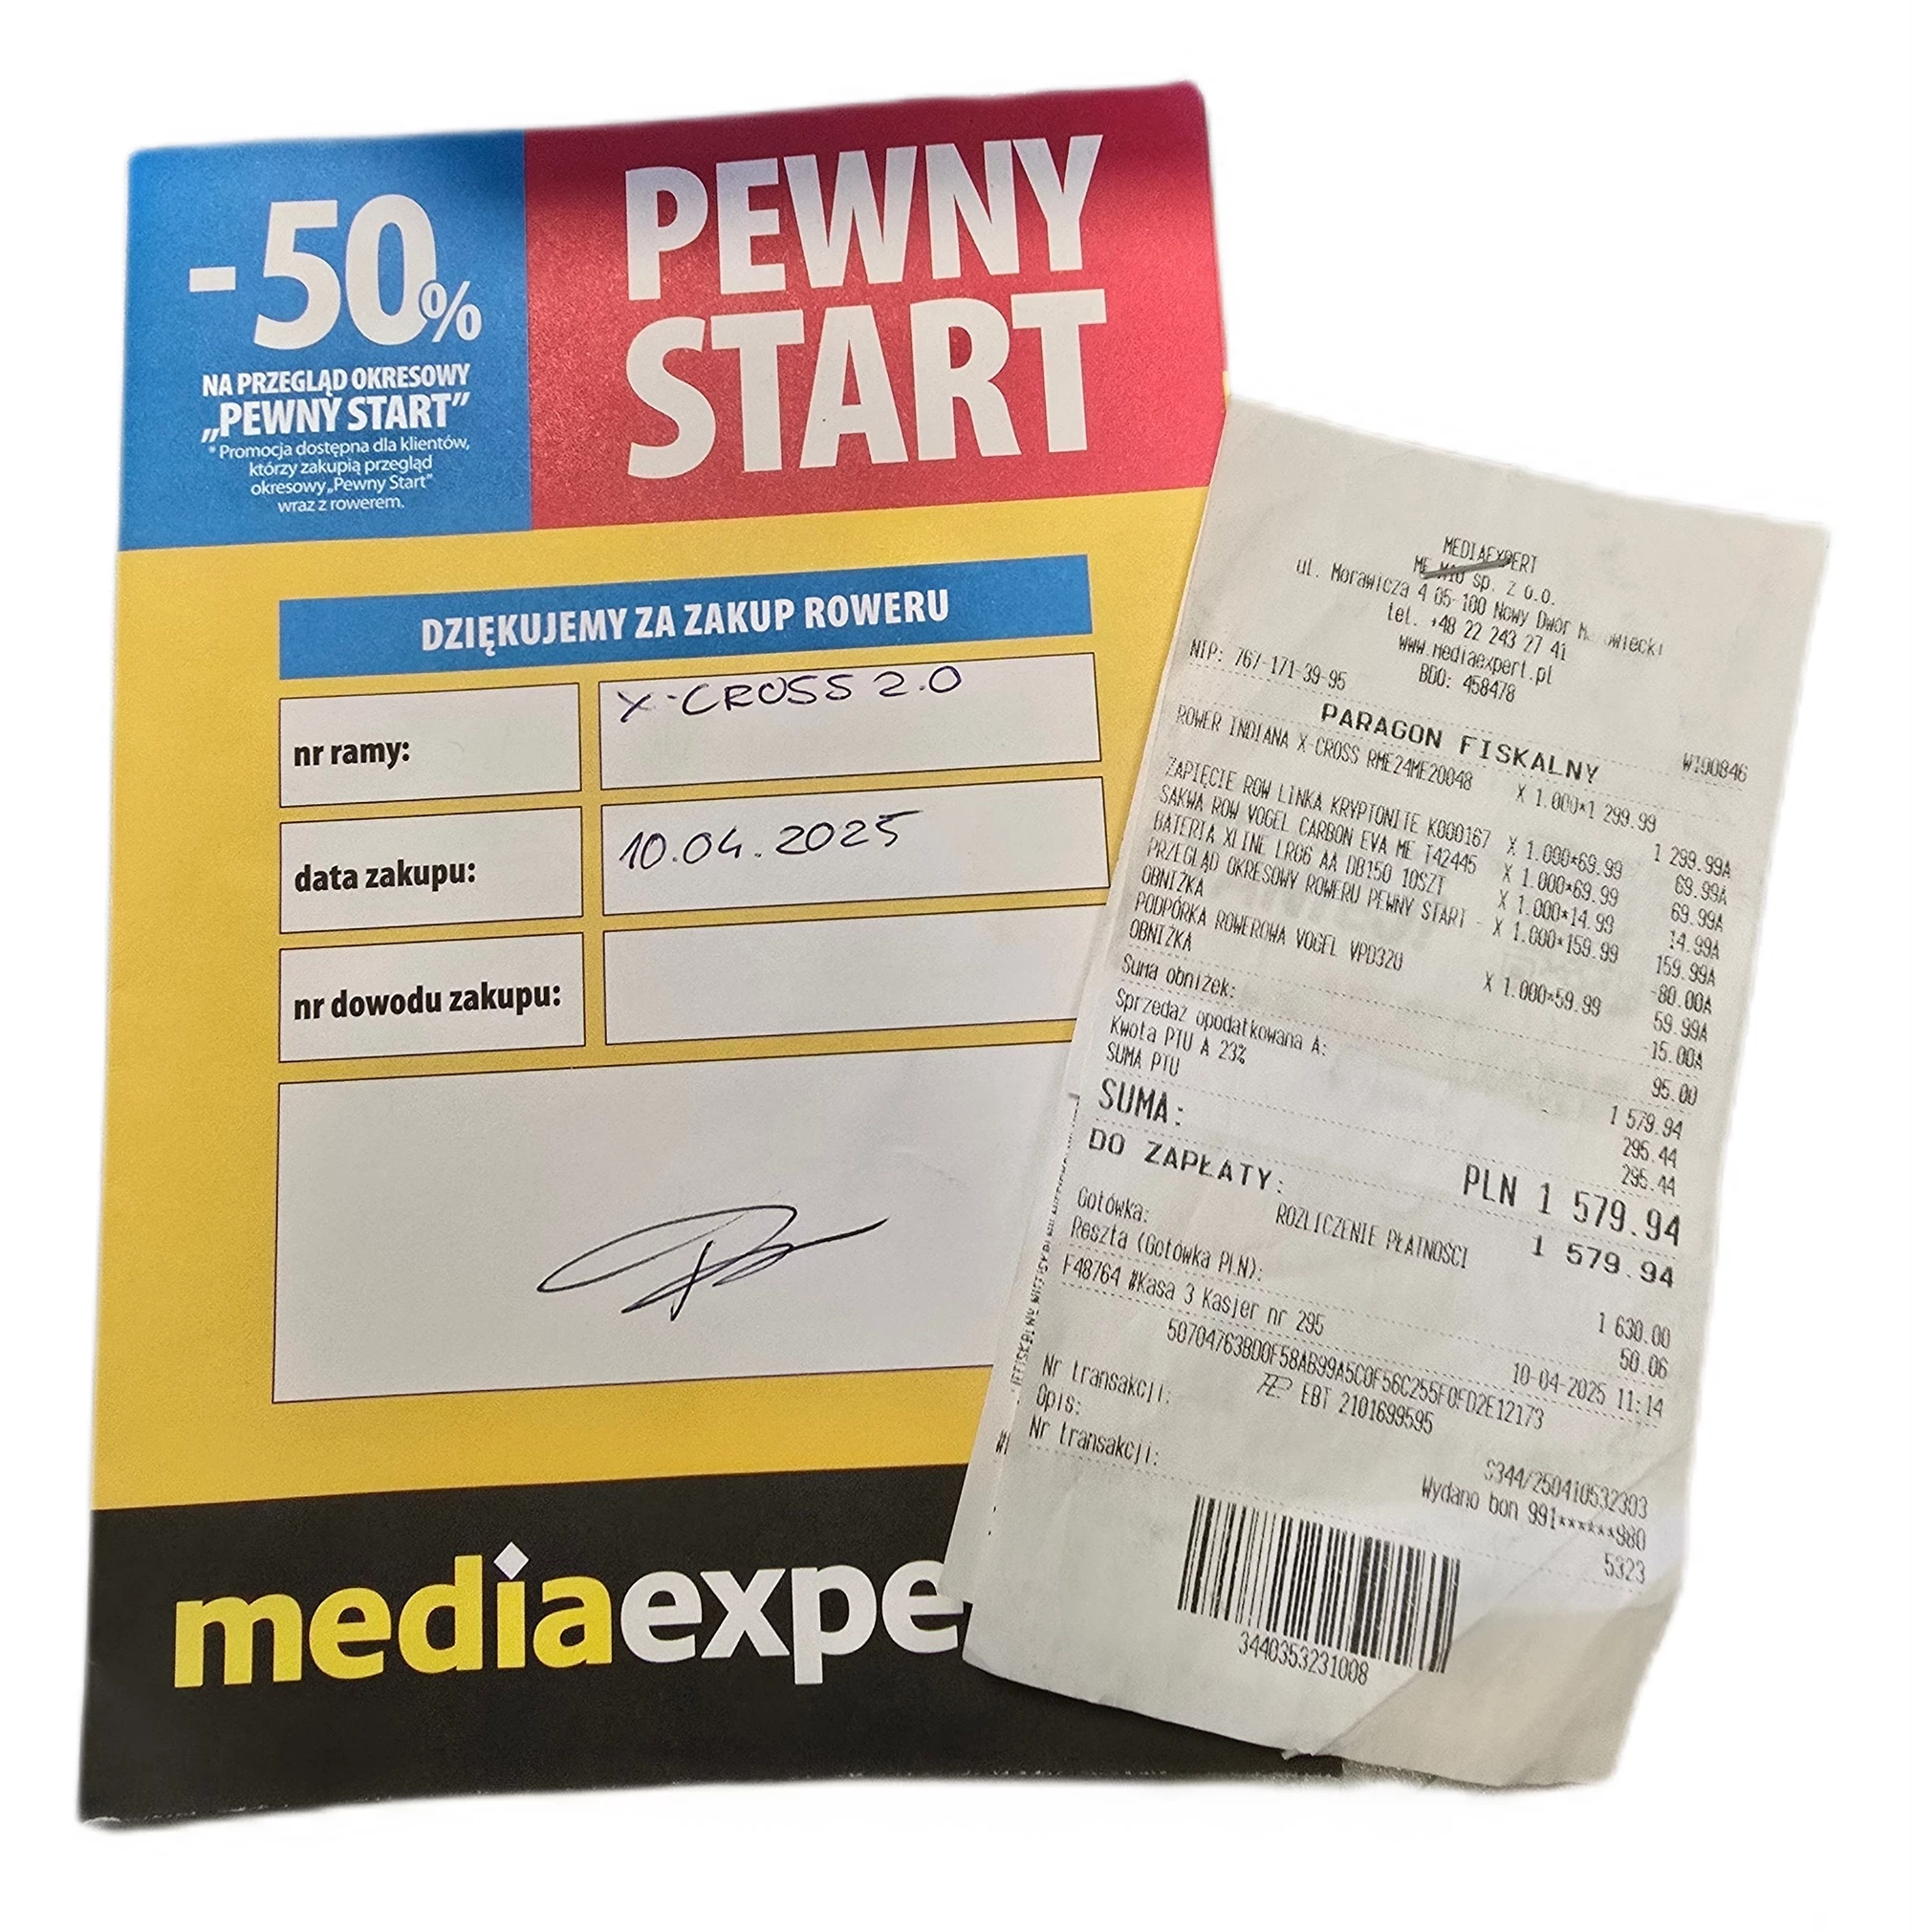 -50%
NA PRZEGLĄD OKRESOWY
„PEWNY START”
* Promocja dostępna dla klientów,
którzy zakupią przegląd
okresowy „Pewny Start”
wraz z rowerem.
PEWNY
START
DZIĘKUJEMY ZA ZAKUP ROWERU
nr ramy: X-CROSS 2.0
data zakupu: 10.04.2025
nr dowodu zakupu:
mediaexpe
MEDIAEXPERT
ME sp. z o.o.
ul. Morawicza 4 05-100 Nowy Dwór
tel. +48 22 243 27 41
www.mediaexpert.pl
NIP: 767-171-39-95 BDO: 458478
PARAGON FISKALNY W100846
ROWER INDIANA X-CROSS RME24ME20048
X 1.000*1 299.99 1 299.99A
ZAPIĘCIE ROW LINKA KRYPTONITE K000167 X 1.000*69.99 69.99A
SAKWA ROW VOGEL CARBON EVA ME T42445 X 1.000*69.99 69.99A
BATERIA XLINE LR06 AA DB150 10SZT X 1.000*14.99 14.99A
PRZEGLĄD OKRESOWY ROWERU PEWNY START - X 1.000*159.99 159.99A
OBNIŻKA -80.00A
PODPÓRKA ROWEROWA VOGEL VPD320 X 1.000*59.99 59.99A
OBNIŻKA -15.00A
Suma obniżek: 95.00
Sprzedaż opodatkowana A: 1 579.94
Kwota PTU A 23% 295.44
SUMA PTU 295.44
SUMA: PLN 1 579.94
DO ZAPŁATY: 1 579.94
ROZLICZENIE PŁATNOŚCI
Gotówka: 1 630.00
Reszta (Gotówka PLN): 50.06
F48764 #Kasa 3 Kasjer nr 295 10-04-2025 11:14
50704763BD0F58AB99A5C0F56C255F0FD2E12173
EBT 2101699595
Nr transakcji: S344/250410532303
Opis: Wydano bon 991******980
Nr transakcji: 5323
3440353231008